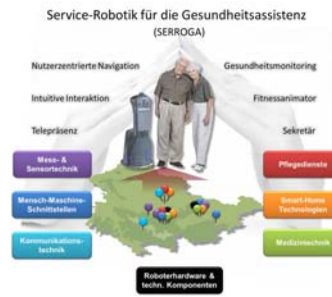 Service-Robotik für die Gesundheitsassistenz
(SERROGA)
Nutzerzentrierte Navigation
Gesundheitsmonitoring
Intuitive Interaktion
Fitnessanimator
Telepräsenz
Sekretär
Mess- &
Sensortechnik
Pflegedienste
Mensch-Maschine-
Schnittstellen
Smart-Home
Technologien
Kommunikations-
technik
Medizintechnik
Roboterhardware &
techn. Komponenten